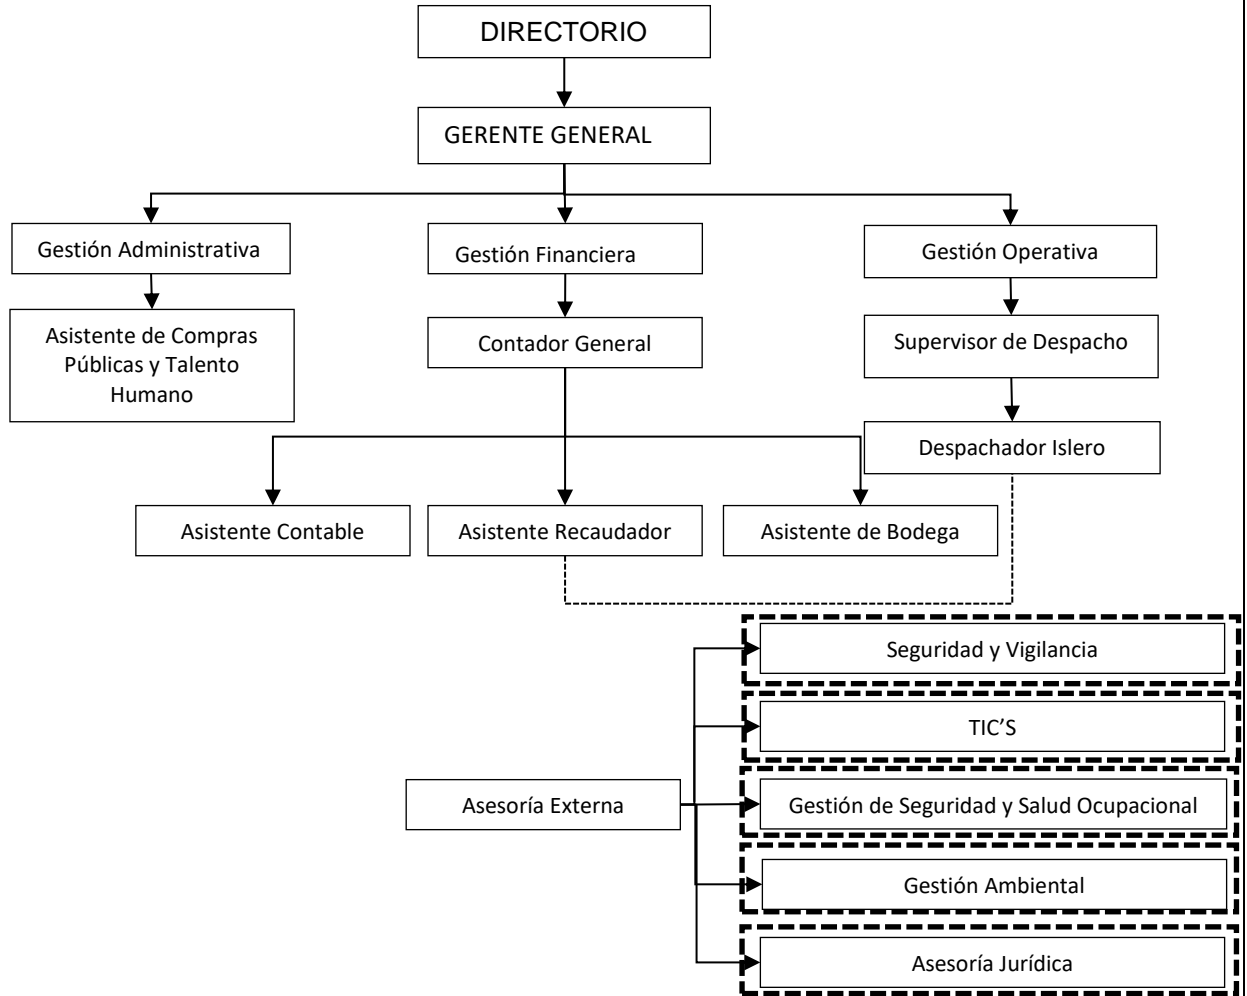 DIRECTORIO
GERENTE GENERAL
Gestión Administrativa
Gestión Financiera
Gestión Operativa
Asistente de Compras
Públicas y Talento
Humano
Contador General
Supervisor de Despacho
Despachador Islero
Asistente Contable
Asistente Recaudador
Asistente de Bodega
Seguridad y Vigilancia
TIC’S
Asesoría Externa
Gestión de Seguridad y Salud Ocupacional
Gestión Ambiental
Asesoría Jurídica